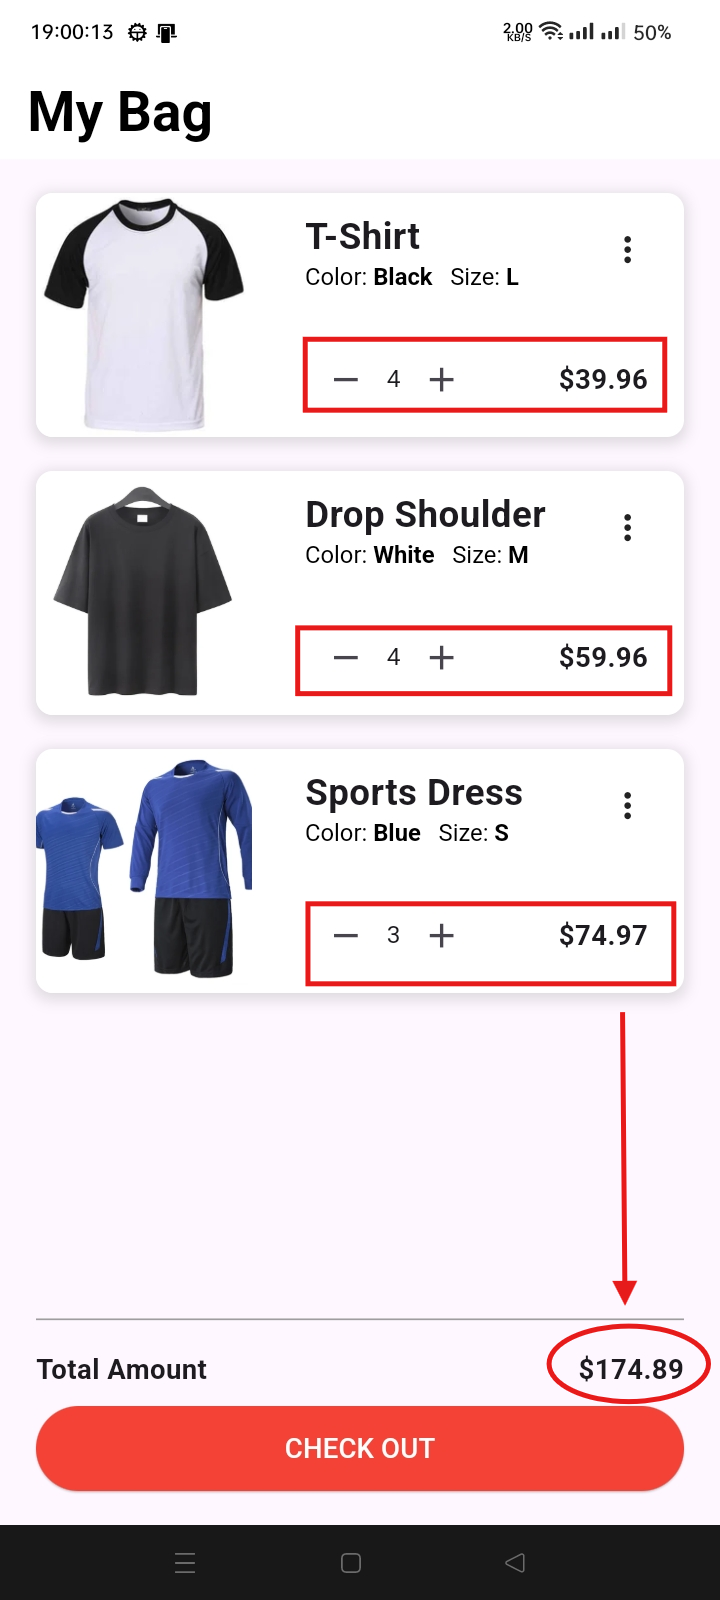 19:00:13 2.00 KB/S 50%
My Bag
T-Shirt
Color: Black Size: L
4 $39.96
Drop Shoulder
Color: White Size: M
4 $59.96
Sports Dress
Color: Blue Size: S
3 $74.97
Total Amount $174.89
CHECK OUT